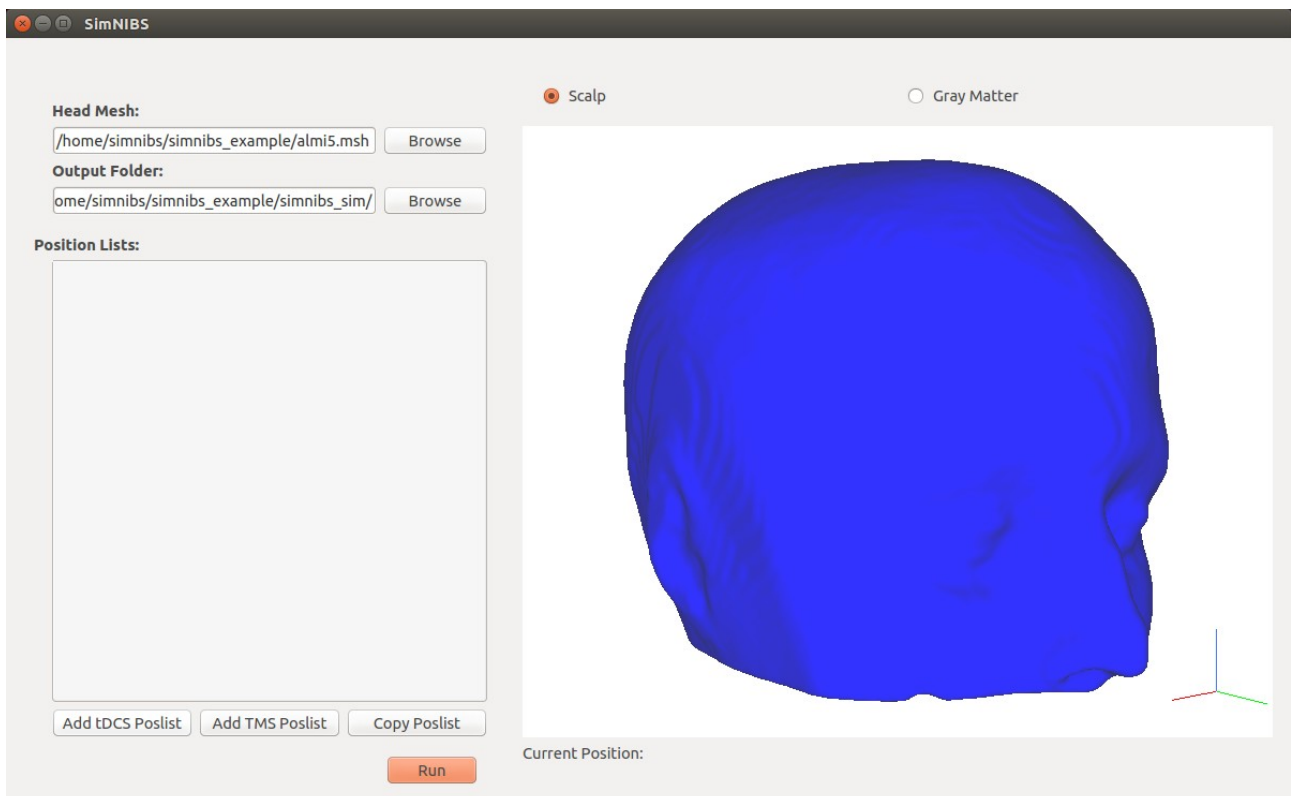 SimNIBS
Scalp
Gray Matter
Head Mesh:
/home/simnibs/simnibs_example/almi5.msh
Browse
Output Folder:
ome/simnibs/simnibs_example/simnibs_sim/
Browse
Position Lists:
Add tDCS Poslist
Add TMS Poslist
Copy Poslist
Current Position:
Run